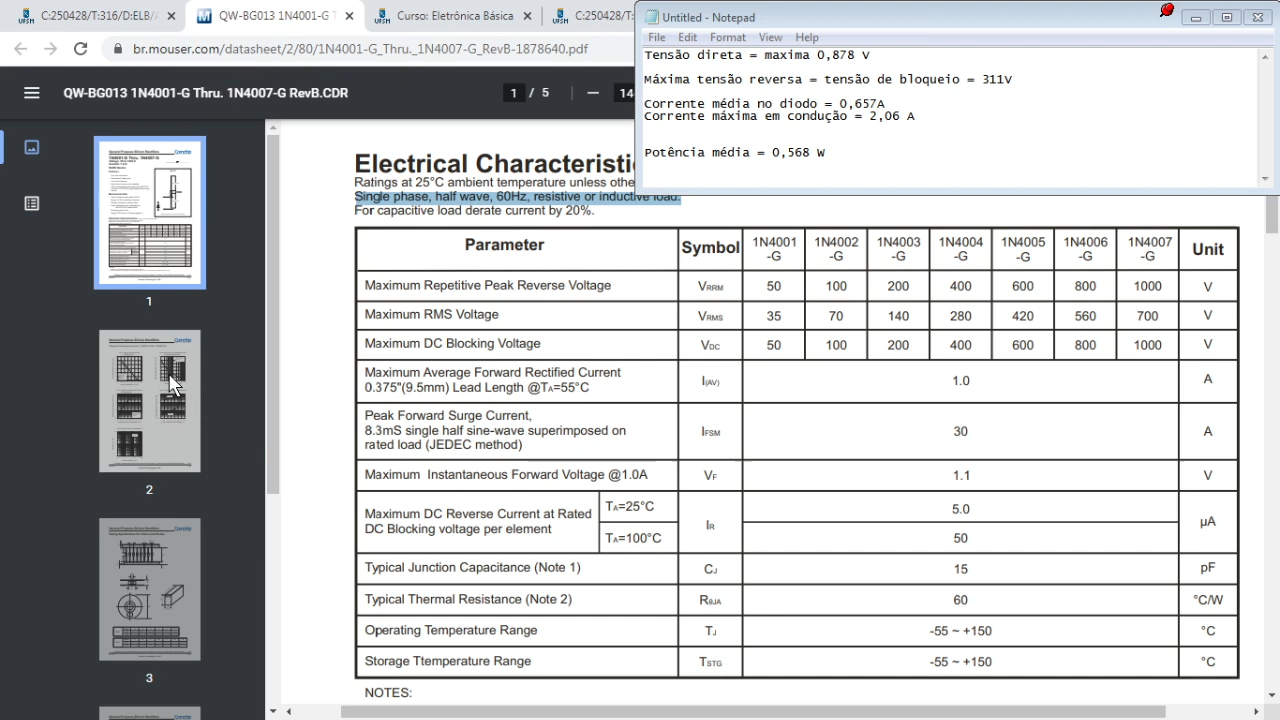 C:250428/T:316/D:ELB/A
QW-BG013 1N4001-G T
Curso: Eletrônica Básica
C:250428/T:
br.mouser.com/datasheet/2/80/1N4001-G_Thru._1N4007-G_RevB-1878640.pdf
QW-BG013 1N4001-G Thru. 1N4007-G RevB.CDR
1 / 5
14
Untitled - Notepad
File Edit Format View Help
Tensão direta = maxima 0,878 V
Máxima tensão reversa = tensão de bloqueio = 311V
Corrente média no diodo = 0,657A
Corrente máxima em condução = 2,06 A
Potência média = 0,568 W
1
2
3
Electrical Characteristi
Ratings at 25°C ambient temperature unless othe
Single phase, half wave, 60Hz, resistive or inductive load.
For capacitive load derate current by 20%.
Parameter Symbol 1N4001-G 1N4002-G 1N4003-G 1N4004-G 1N4005-G 1N4006-G 1N4007-G Unit
Maximum Repetitive Peak Reverse Voltage VRRM 50 100 200 400 600 800 1000 V
Maximum RMS Voltage VRMS 35 70 140 280 420 560 700 V
Maximum DC Blocking Voltage VDC 50 100 200 400 600 800 1000 V
Maximum Average Forward Rectified Current
0.375"(9.5mm) Lead Length @TA=55°C I(AV) 1.0 A
Peak Forward Surge Current,
8.3mS single half sine-wave superimposed on
rated load (JEDEC method) IFSM 30 A
Maximum Instantaneous Forward Voltage @1.0A VF 1.1 V
Maximum DC Reverse Current at Rated
DC Blocking voltage per element
TA=25°C 5.0
TA=100°C 50
IR µA
Typical Junction Capacitance (Note 1) CJ 15 pF
Typical Thermal Resistance (Note 2) RθJA 60 °C/W
Operating Temperature Range TJ -55 ~ +150 °C
Storage Ttemperature Range TSTG -55 ~ +150 °C
NOTES: